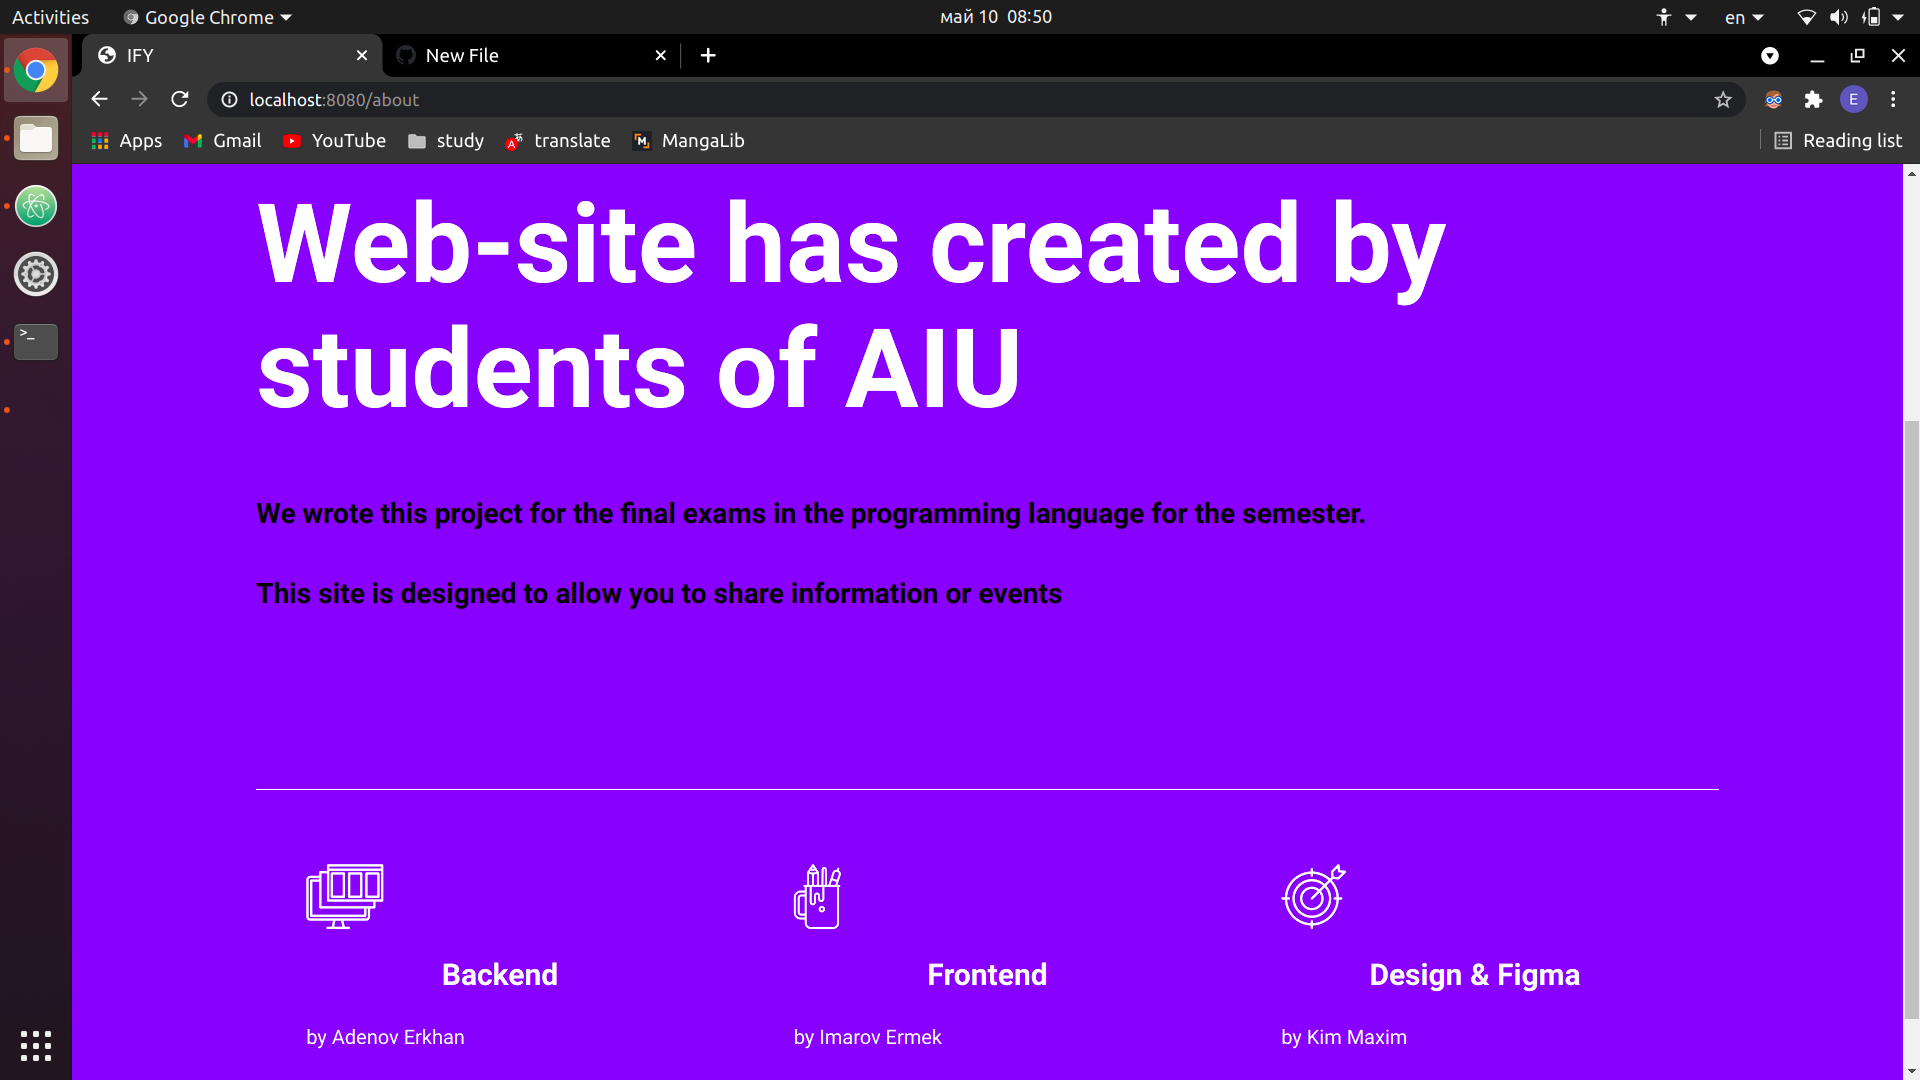 Activities
Google Chrome
май 10 08:50
en
IFY
New File
localhost:8080/about
E
Apps
Gmail
YouTube
study
translate
MangaLib
Reading list
Web-site has created by
students of AIU
We wrote this project for the final exams in the programming language for the semester.
This site is designed to allow you to share information or events
Backend
Frontend
Design & Figma
by Adenov Erkhan
by Imarov Ermek
by Kim Maxim